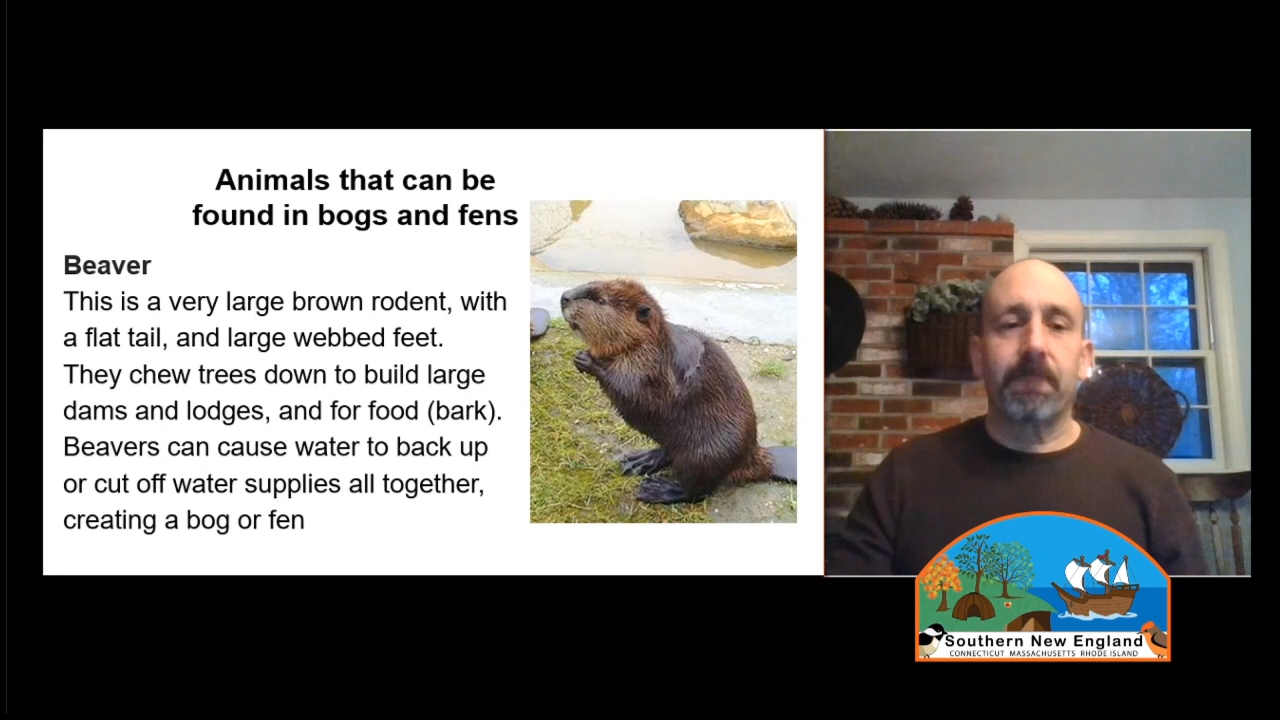 Animals that can be
found in bogs and fens
Beaver
This is a very large brown rodent, with
a flat tail, and large webbed feet.
They chew trees down to build large
dams and lodges, and for food (bark).
Beavers can cause water to back up
or cut off water supplies all together,
creating a bog or fen
Southern New England
CONNECTICUT MASSACHUSETTS RHODE ISLAND